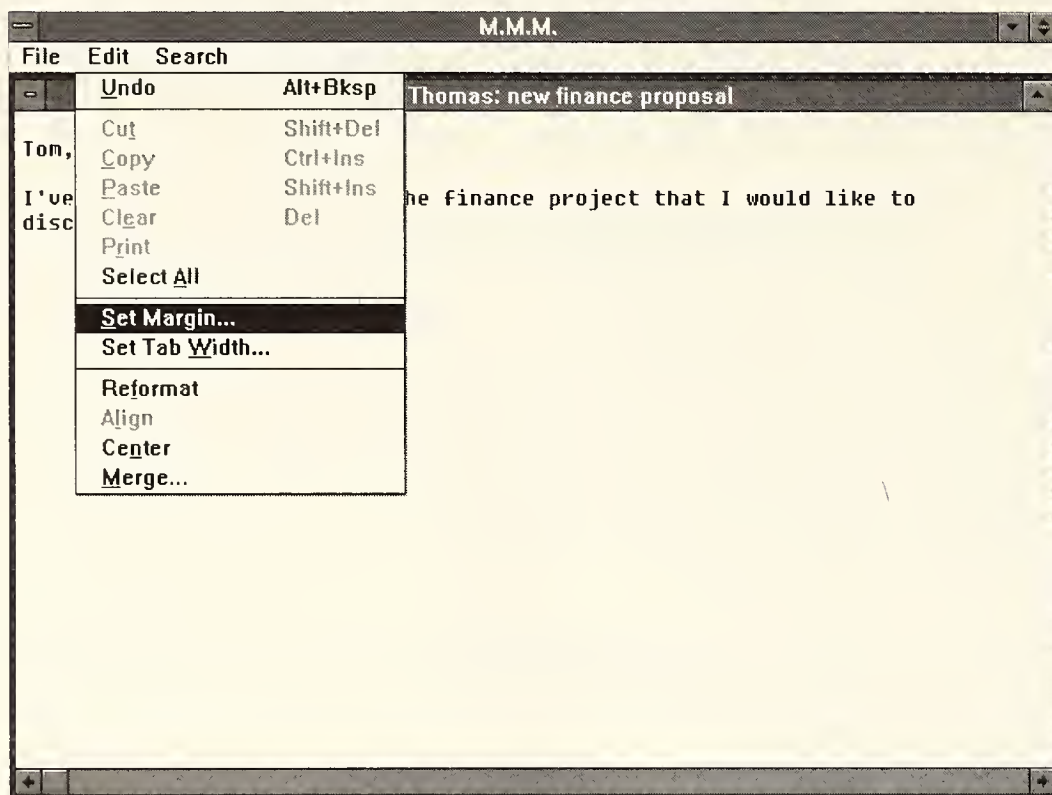 M.M.M.
File Edit Search
Thomas: new finance proposal
Undo Alt+Bksp
Cut Shift+Del
Copy Ctrl+Ins
Paste Shift+Ins
Clear Del
Print
Select All
Set Margin...
Set Tab Width...
Reformat
Align
Center
Merge...
Tom,
I've he finance project that I would like to
disc